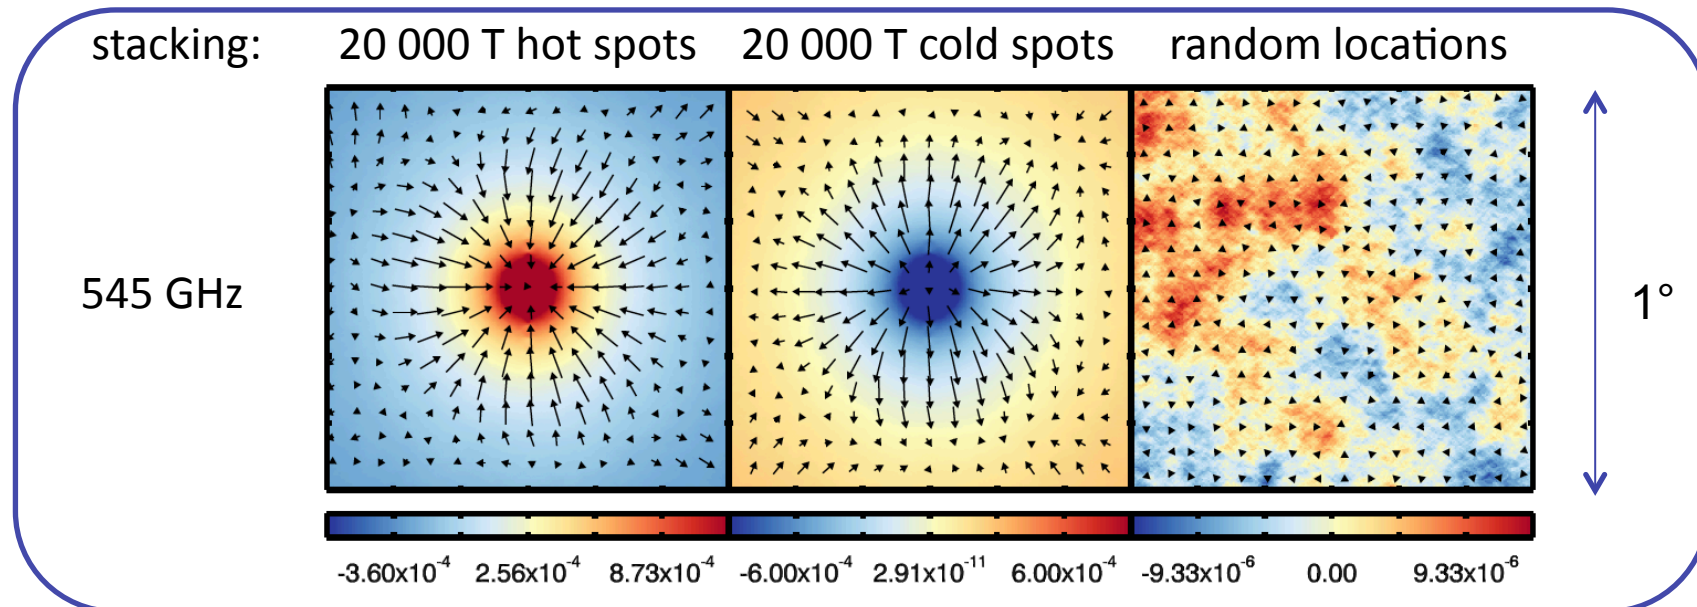 stacking: 20 000 T hot spots 20 000 T cold spots random locations
545 GHz
1°
-3.60x10⁻⁴ 2.56x10⁻⁴ 8.73x10⁻⁴ -6.00x10⁻⁴ 2.91x10⁻¹¹ 6.00x10⁻⁴ -9.33x10⁻⁶ 0.00 9.33x10⁻⁶